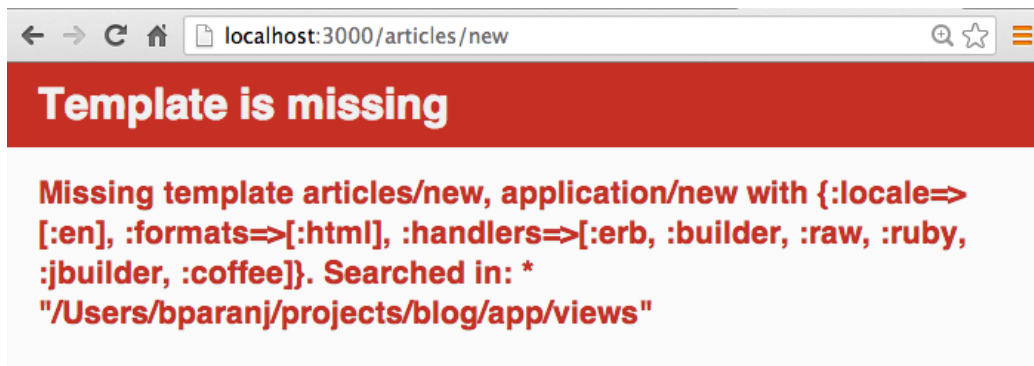 localhost:3000/articles/new
Template is missing
Missing template articles/new, application/new with {:locale=>
[:en], :formats=>[:html], :handlers=>[:erb, :builder, :raw, :ruby,
:jbuilder, :coffee]}. Searched in: *
"/Users/bparanj/projects/blog/app/views"